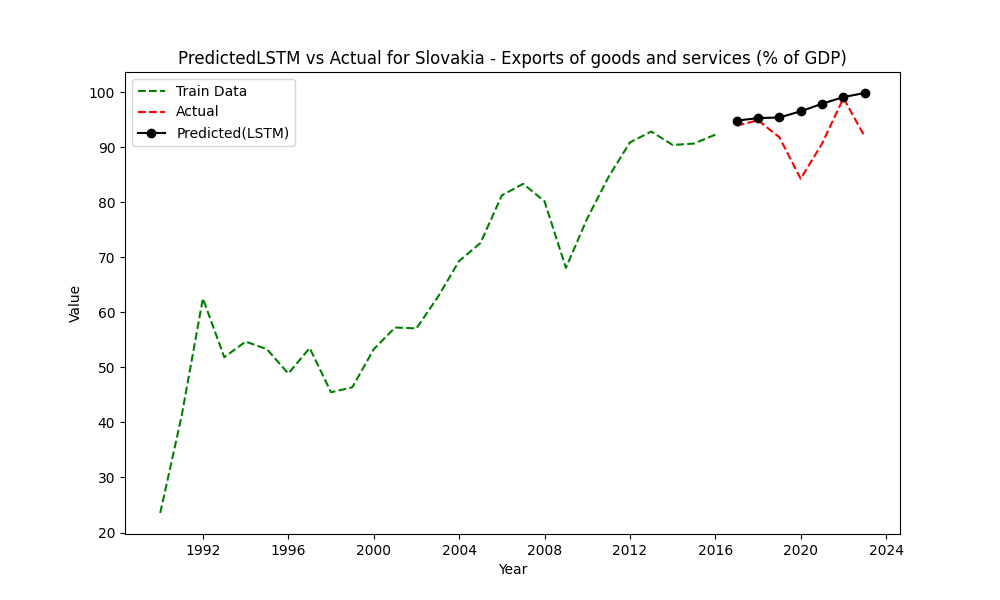 PredictedLSTM vs Actual for Slovakia - Exports of goods and services (% of GDP)
Train Data
Actual
Predicted(LSTM)
Value
100
90
80
70
60
50
40
30
20
1992 1996 2000 2004 2008 2012 2016 2020 2024
Year